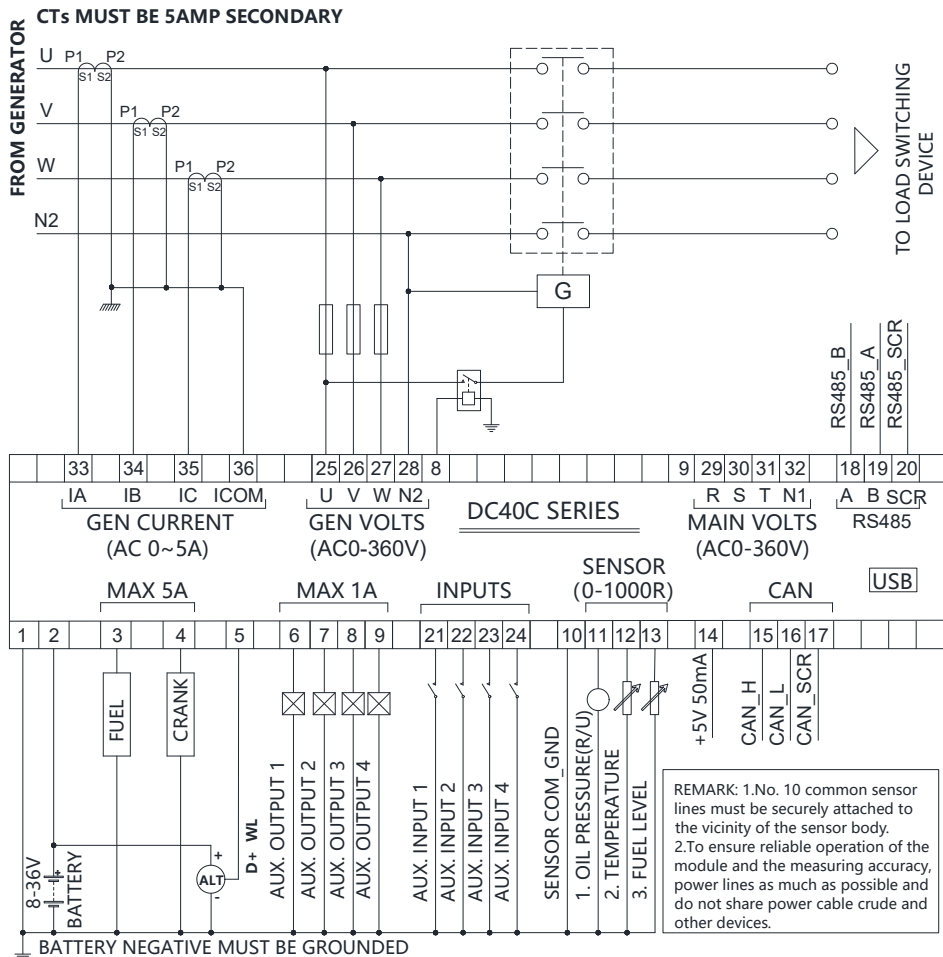 CTs MUST BE 5AMP SECONDARY
FROM GENERATOR
U P1 P2
S1 S2
V P1 P2
S1 S2
W P1 P2
S1 S2
N2
TO LOAD SWITCHING
DEVICE
G
RS485_B
RS485_A
RS485_SCR
33 34 35 36 25 26 27 28 8 9 29 30 31 32 18 19 20
IA IB IC ICOM U V W N2 R S T N1 A B SCR
GEN CURRENT
(AC 0~5A)
GEN VOLTS
(AC0-360V)
DC40C SERIES
MAIN VOLTS
(AC0-360V)
RS485
MAX 5A
MAX 1A
INPUTS
SENSOR
(0-1000R)
CAN
USB
1 2 3 4 5 6 7 8 9 21 22 23 24 10 11 12 13 14 15 16 17
FUEL
CRANK
8-36V
BATTERY
+
ALT
-
D+ WL
AUX. OUTPUT 1
AUX. OUTPUT 2
AUX. OUTPUT 3
AUX. OUTPUT 4
AUX. INPUT 1
AUX. INPUT 2
AUX. INPUT 3
AUX. INPUT 4
SENSOR COM_GND
1. OIL PRESSURE(R/U)
2. TEMPERATURE
3. FUEL LEVEL
+5V 50mA
CAN_H
CAN_L
CAN_SCR
REMARK: 1.No. 10 common sensor
lines must be securely attached to
the vicinity of the sensor body.
2.To ensure reliable operation of the
module and the measuring accuracy,
power lines as much as possible and
do not share power cable crude and
other devices.
BATTERY NEGATIVE MUST BE GROUNDED